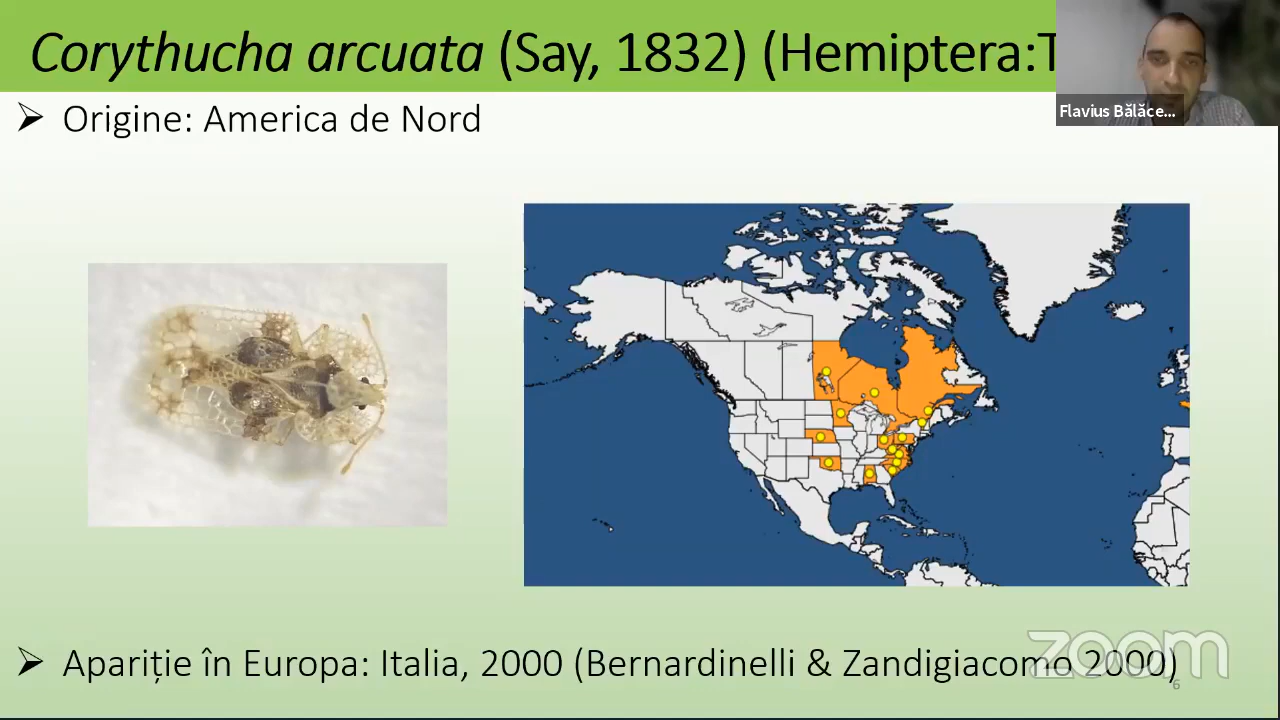 Corythucha arcuata (Say, 1832) (Hemiptera:T
Flavius Bălăce...
➢ Origine: America de Nord
➢ Apariție în Europa: Italia, 2000 (Bernardinelli & Zandigiacomo 2000)
zoom
6